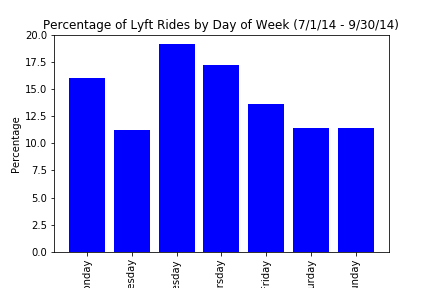 Percentage of Lyft Rides by Day of Week (7/1/14 - 9/30/14)
20.0
17.5
15.0
12.5
10.0
7.5
5.0
2.5
0.0
Percentage
onday
esday
esday
rsday
Friday
urday
unday